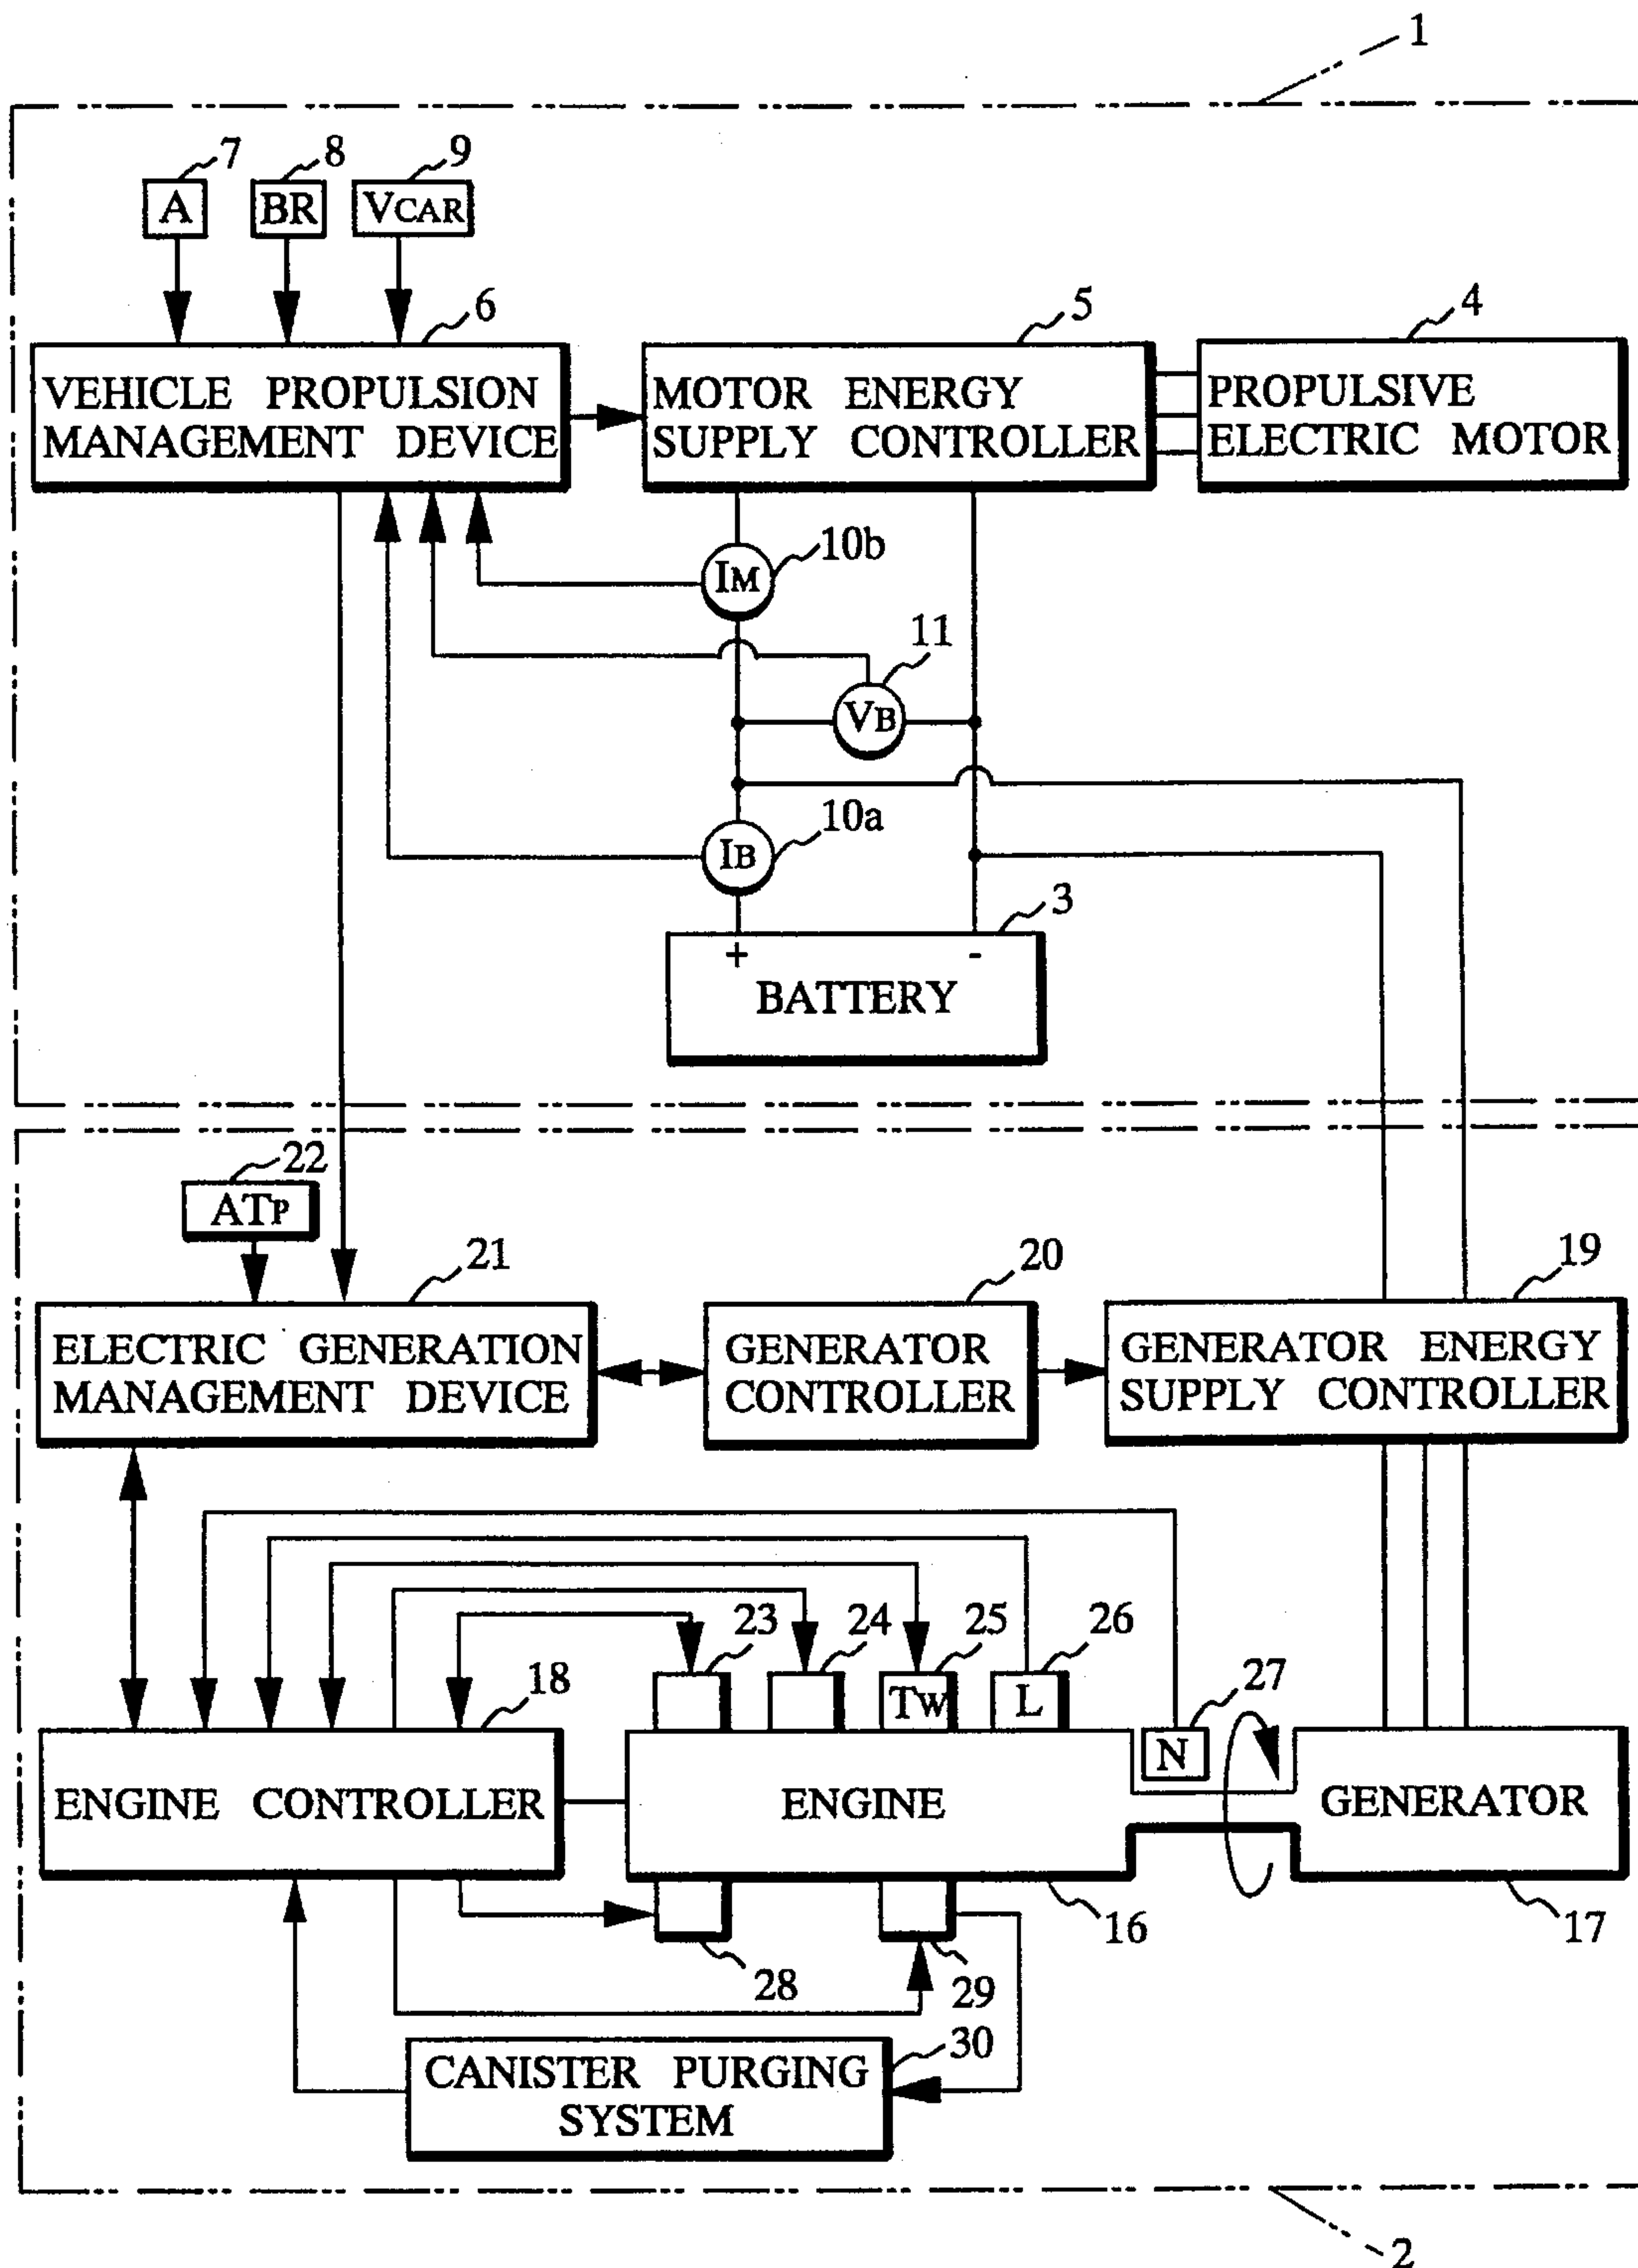 1
7
8
9
A
BR
VCAR
6
5
4
VEHICLE PROPULSION
MANAGEMENT DEVICE
MOTOR ENERGY
SUPPLY CONTROLLER
PROPULSIVE
ELECTRIC MOTOR
10b
IM
11
VB
10a
IB
3
+
-
BATTERY
22
ATP
21
20
19
ELECTRIC GENERATION
MANAGEMENT DEVICE
GENERATOR
CONTROLLER
GENERATOR ENERGY
SUPPLY CONTROLLER
23
24
25
26
27
18
TW
L
N
ENGINE CONTROLLER
ENGINE
GENERATOR
16
17
28
29
30
CANISTER PURGING
SYSTEM
2